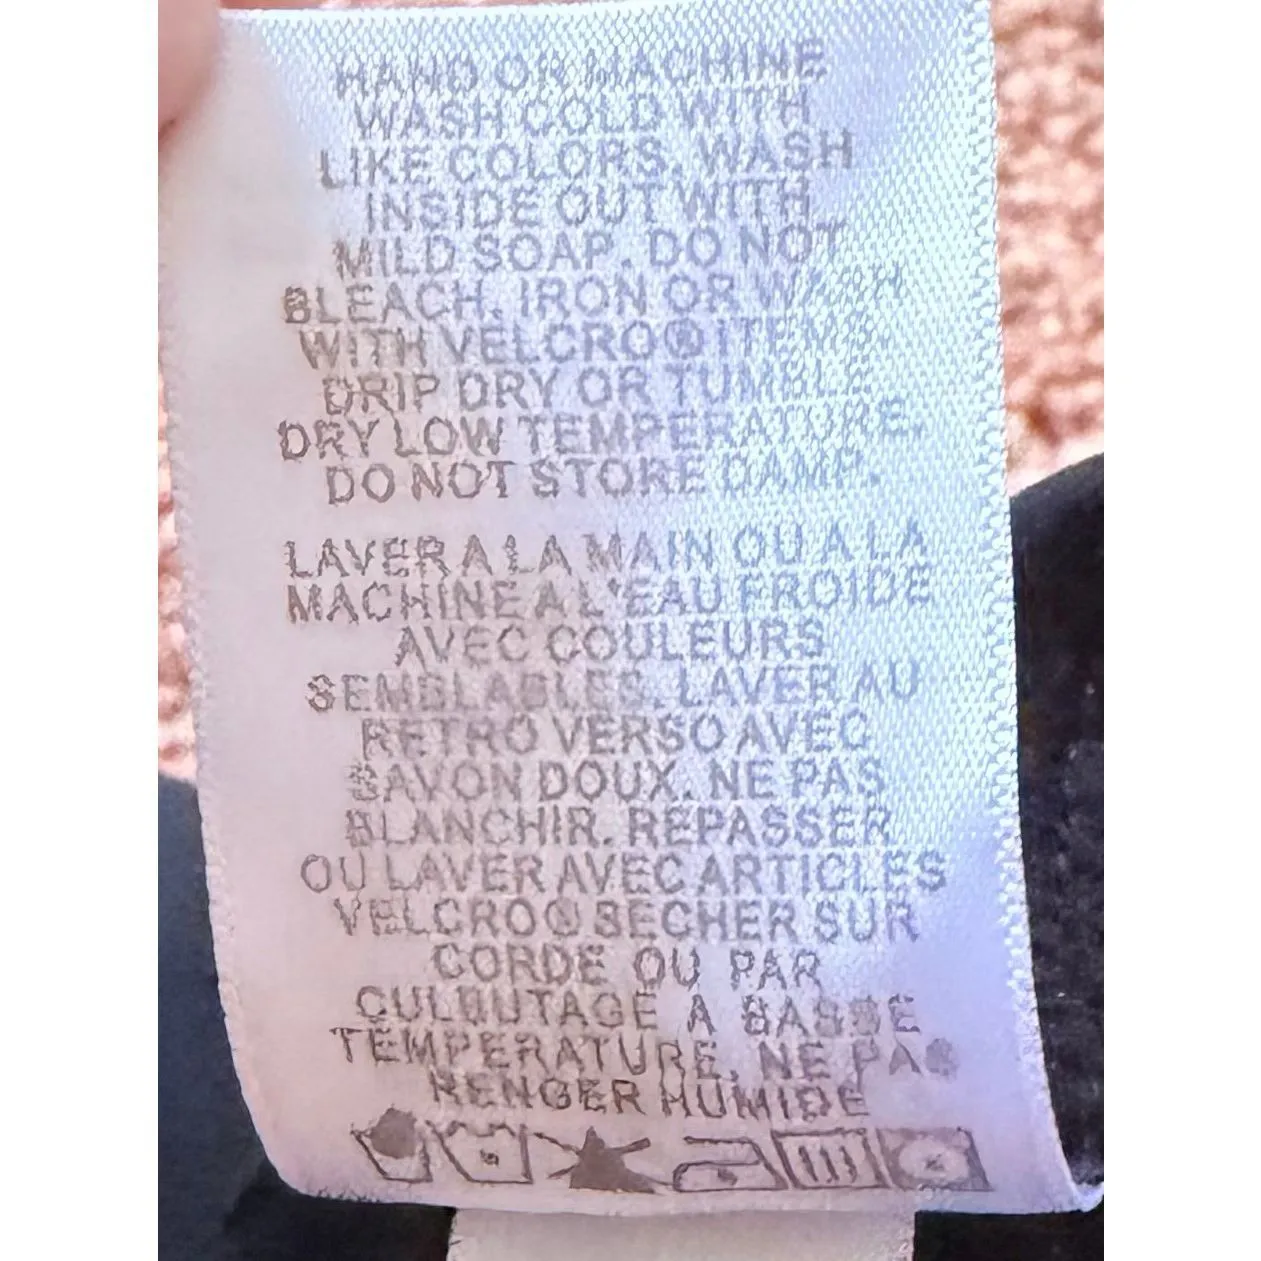 HAND OR MACHINE
WASH COLD WITH
LIKE COLORS. WASH
INSIDE OUT WITH
MILD SOAP. DO NOT
BLEACH. IRON OR WASH
WITH VELCRO® ITEMS.
DRIP DRY OR TUMBLE
DRY LOW TEMPERATURE.
DO NOT STORE DAMP.
LAVER A LA MAIN OU A LA
MACHINE A L'EAU FROIDE
AVEC COULEURS
SEMBLABLES. LAVER AU
RETRO VERSO AVEC
SAVON DOUX. NE PAS
BLANCHIR. REPASSER
OU LAVER AVEC ARTICLES
VELCRO® SECHER SUR
CORDE OU PAR
CULBUTAGE A BASSE
TEMPERATURE. NE PAS
RENGER HUMIDE